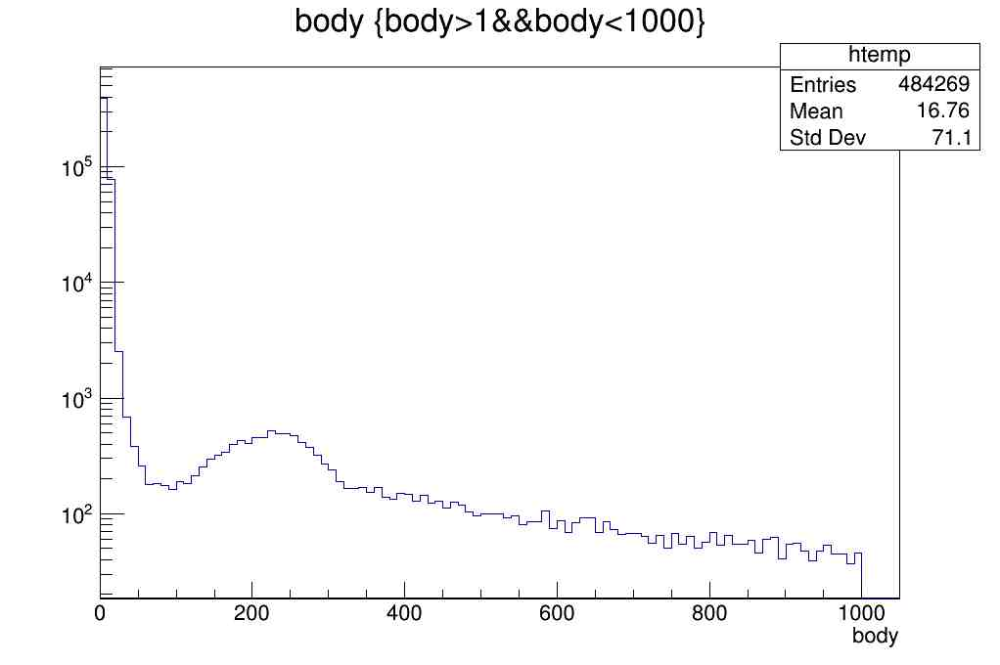 body {body>1&&body<1000}
htemp
Entries 484269
Mean 16.76
Std Dev 71.1
10^5
10^4
10^3
10^2
0 200 400 600 800 1000
body